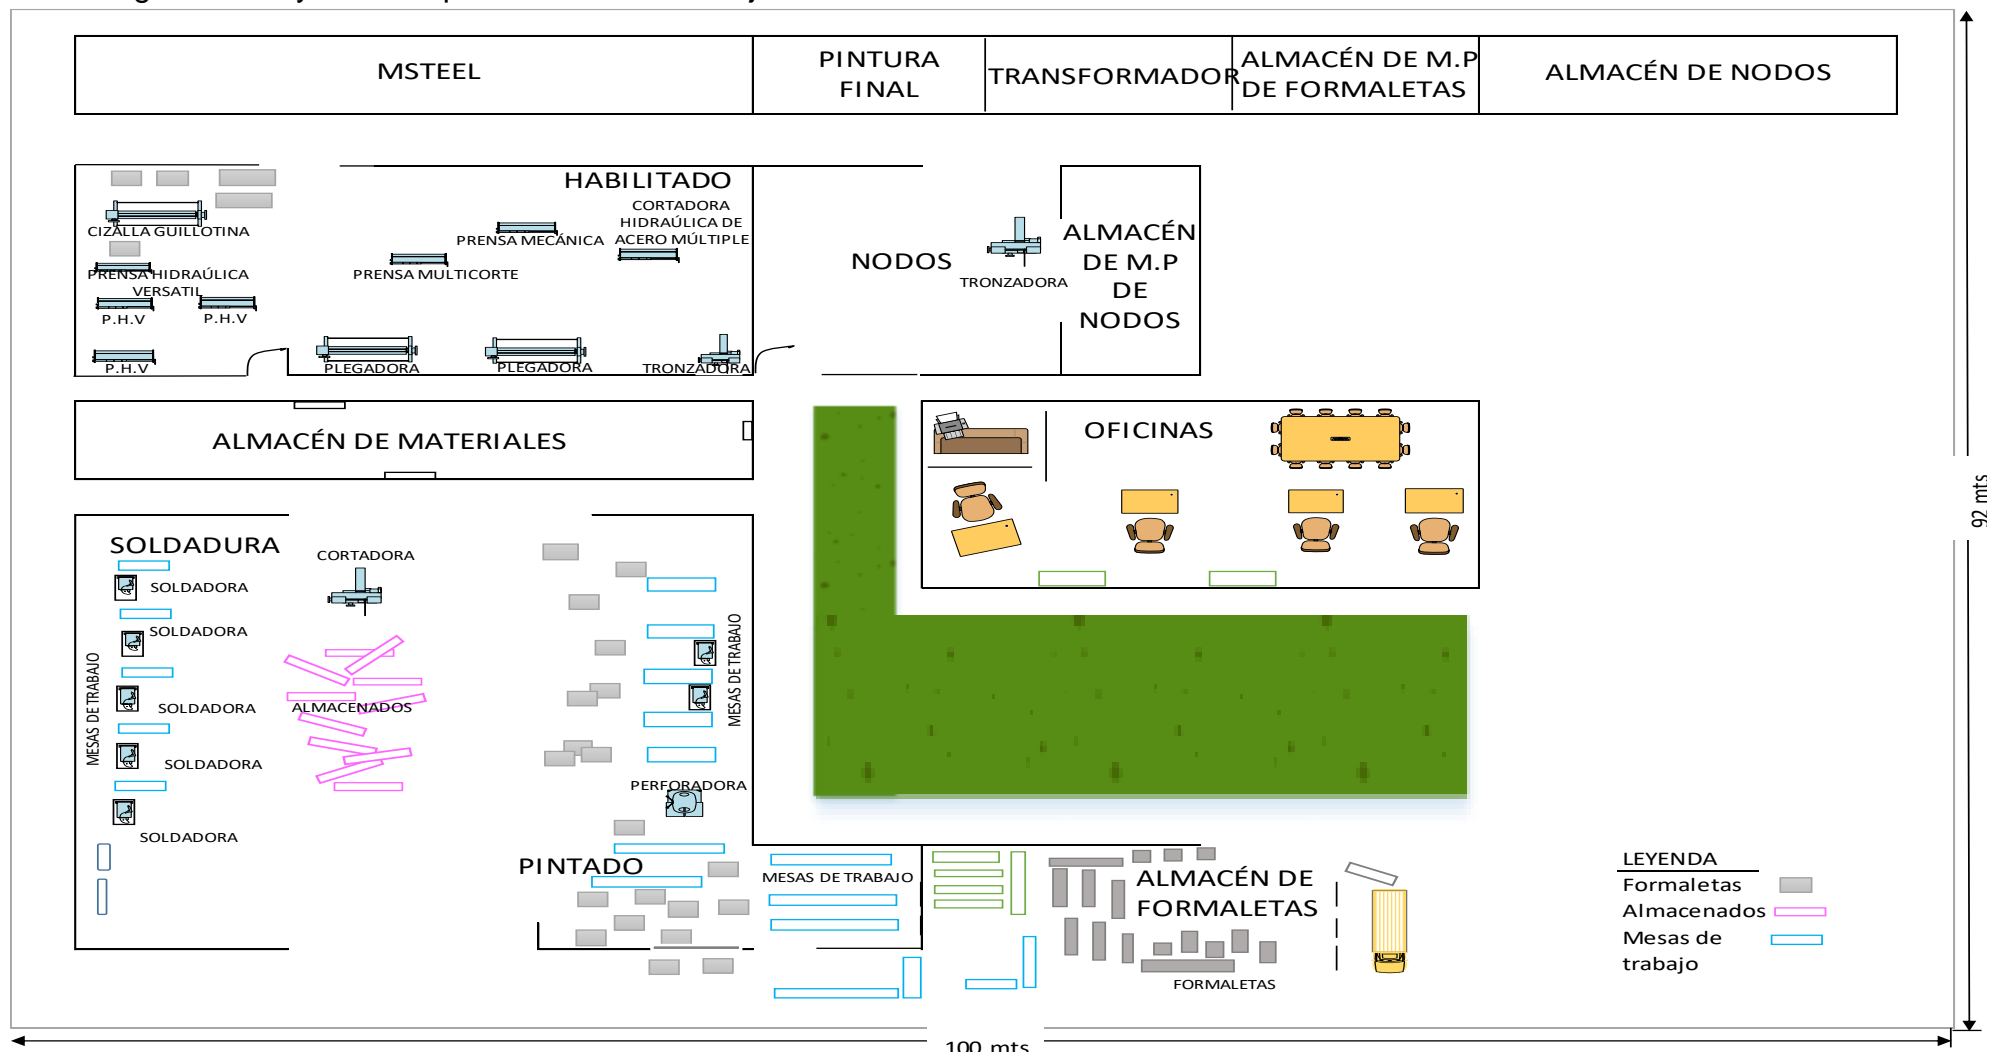 MSTEEL
PINTURA
FINAL
TRANSFORMADOR
ALMACÉN DE M.P
DE FORMALETAS
ALMACÉN DE NODOS
HABILITADO
CIZALLA GUILLOTINA
PRENSA HIDRAÚLICA
VERSATIL
P.H.V
P.H.V
P.H.V
PRENSA MECÁNICA
PRENSA MULTICORTE
CORTADORA
HIDRAÚLICA DE
ACERO MÚLTIPLE
PLEGADORA
PLEGADORA
TRONZADORA
NODOS
TRONZADORA
ALMACÉN
DE M.P
DE
NODOS
ALMACÉN DE MATERIALES
OFICINAS
92 mts
SOLDADURA
CORTADORA
SOLDADORA
SOLDADORA
SOLDADORA
SOLDADORA
SOLDADORA
MESAS DE TRABAJO
ALMACENADOS
MESAS DE TRABAJO
PERFORADORA
PINTADO
MESAS DE TRABAJO
ALMACÉN DE
FORMALETAS
FORMALETAS
LEYENDA
Formaletas
Almacenados
Mesas de
trabajo
100 mts